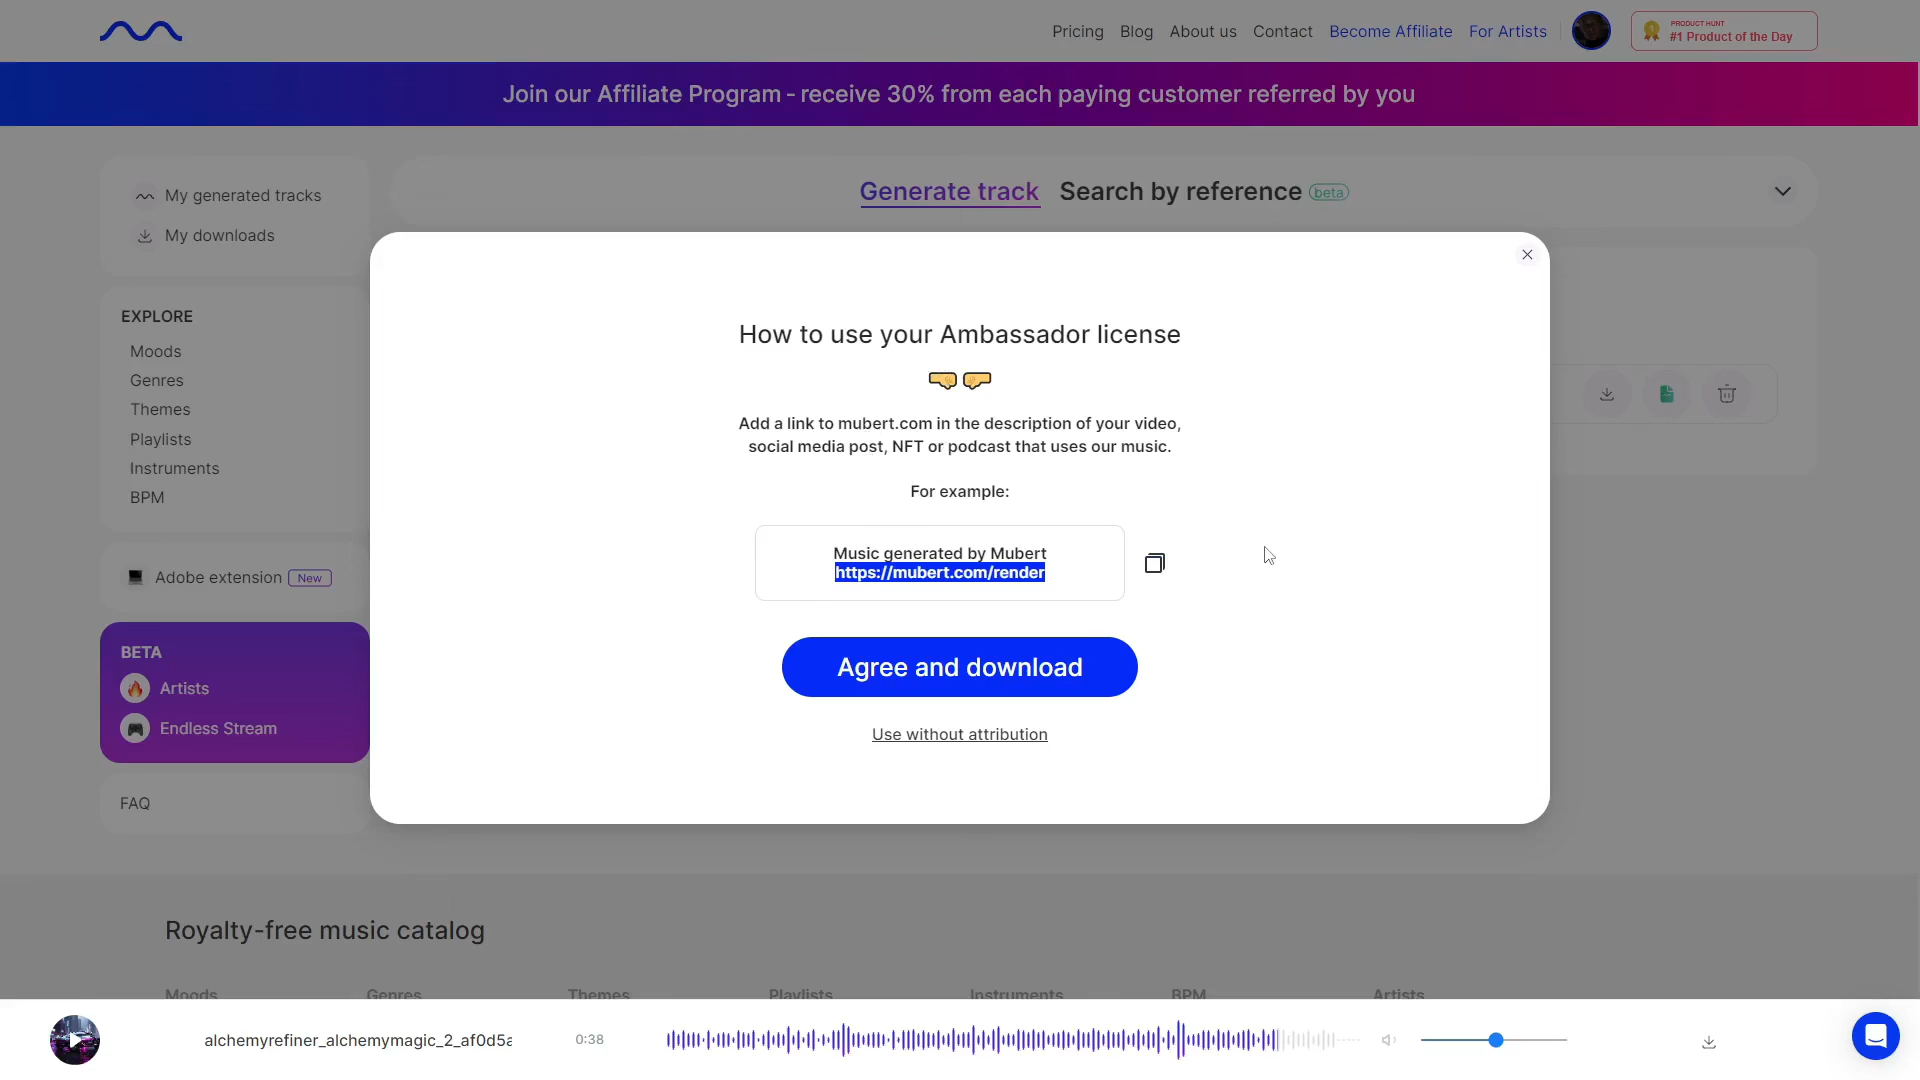 Pricing
Blog
About us
Contact
Become Affiliate
For Artists
PRODUCT HUNT
#1 Product of the Day
Join our Affiliate Program - receive 30% from each paying customer referred by you
My generated tracks
My downloads
Generate track
Search by reference beta
EXPLORE
Moods
Genres
Themes
Playlists
Instruments
BPM
Adobe extension New
BETA
Artists
Endless Stream
FAQ
How to use your Ambassador license
Add a link to mubert.com in the description of your video,
social media post, NFT or podcast that uses our music.
For example:
Music generated by Mubert
https://mubert.com/render
Agree and download
Use without attribution
Royalty-free music catalog
Moods
Genres
Themes
Playlists
Instruments
BPM
Artists
alchemyrefiner_alchemymagic_2_af0d5a
0:38